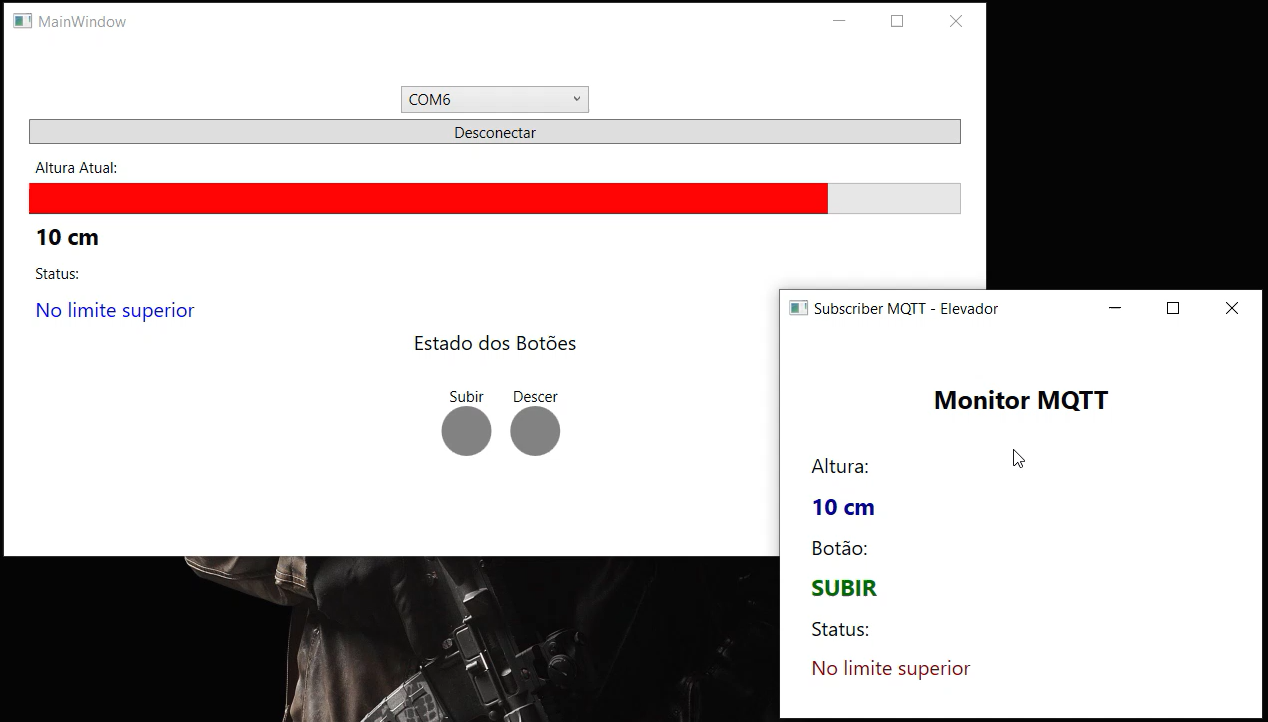 MainWindow
COM6
Desconectar
Altura Atual:
10 cm
Status:
No limite superior
Estado dos Botões
Subir Descer
Subscriber MQTT - Elevador
Monitor MQTT
Altura:
10 cm
Botão:
SUBIR
Status:
No limite superior